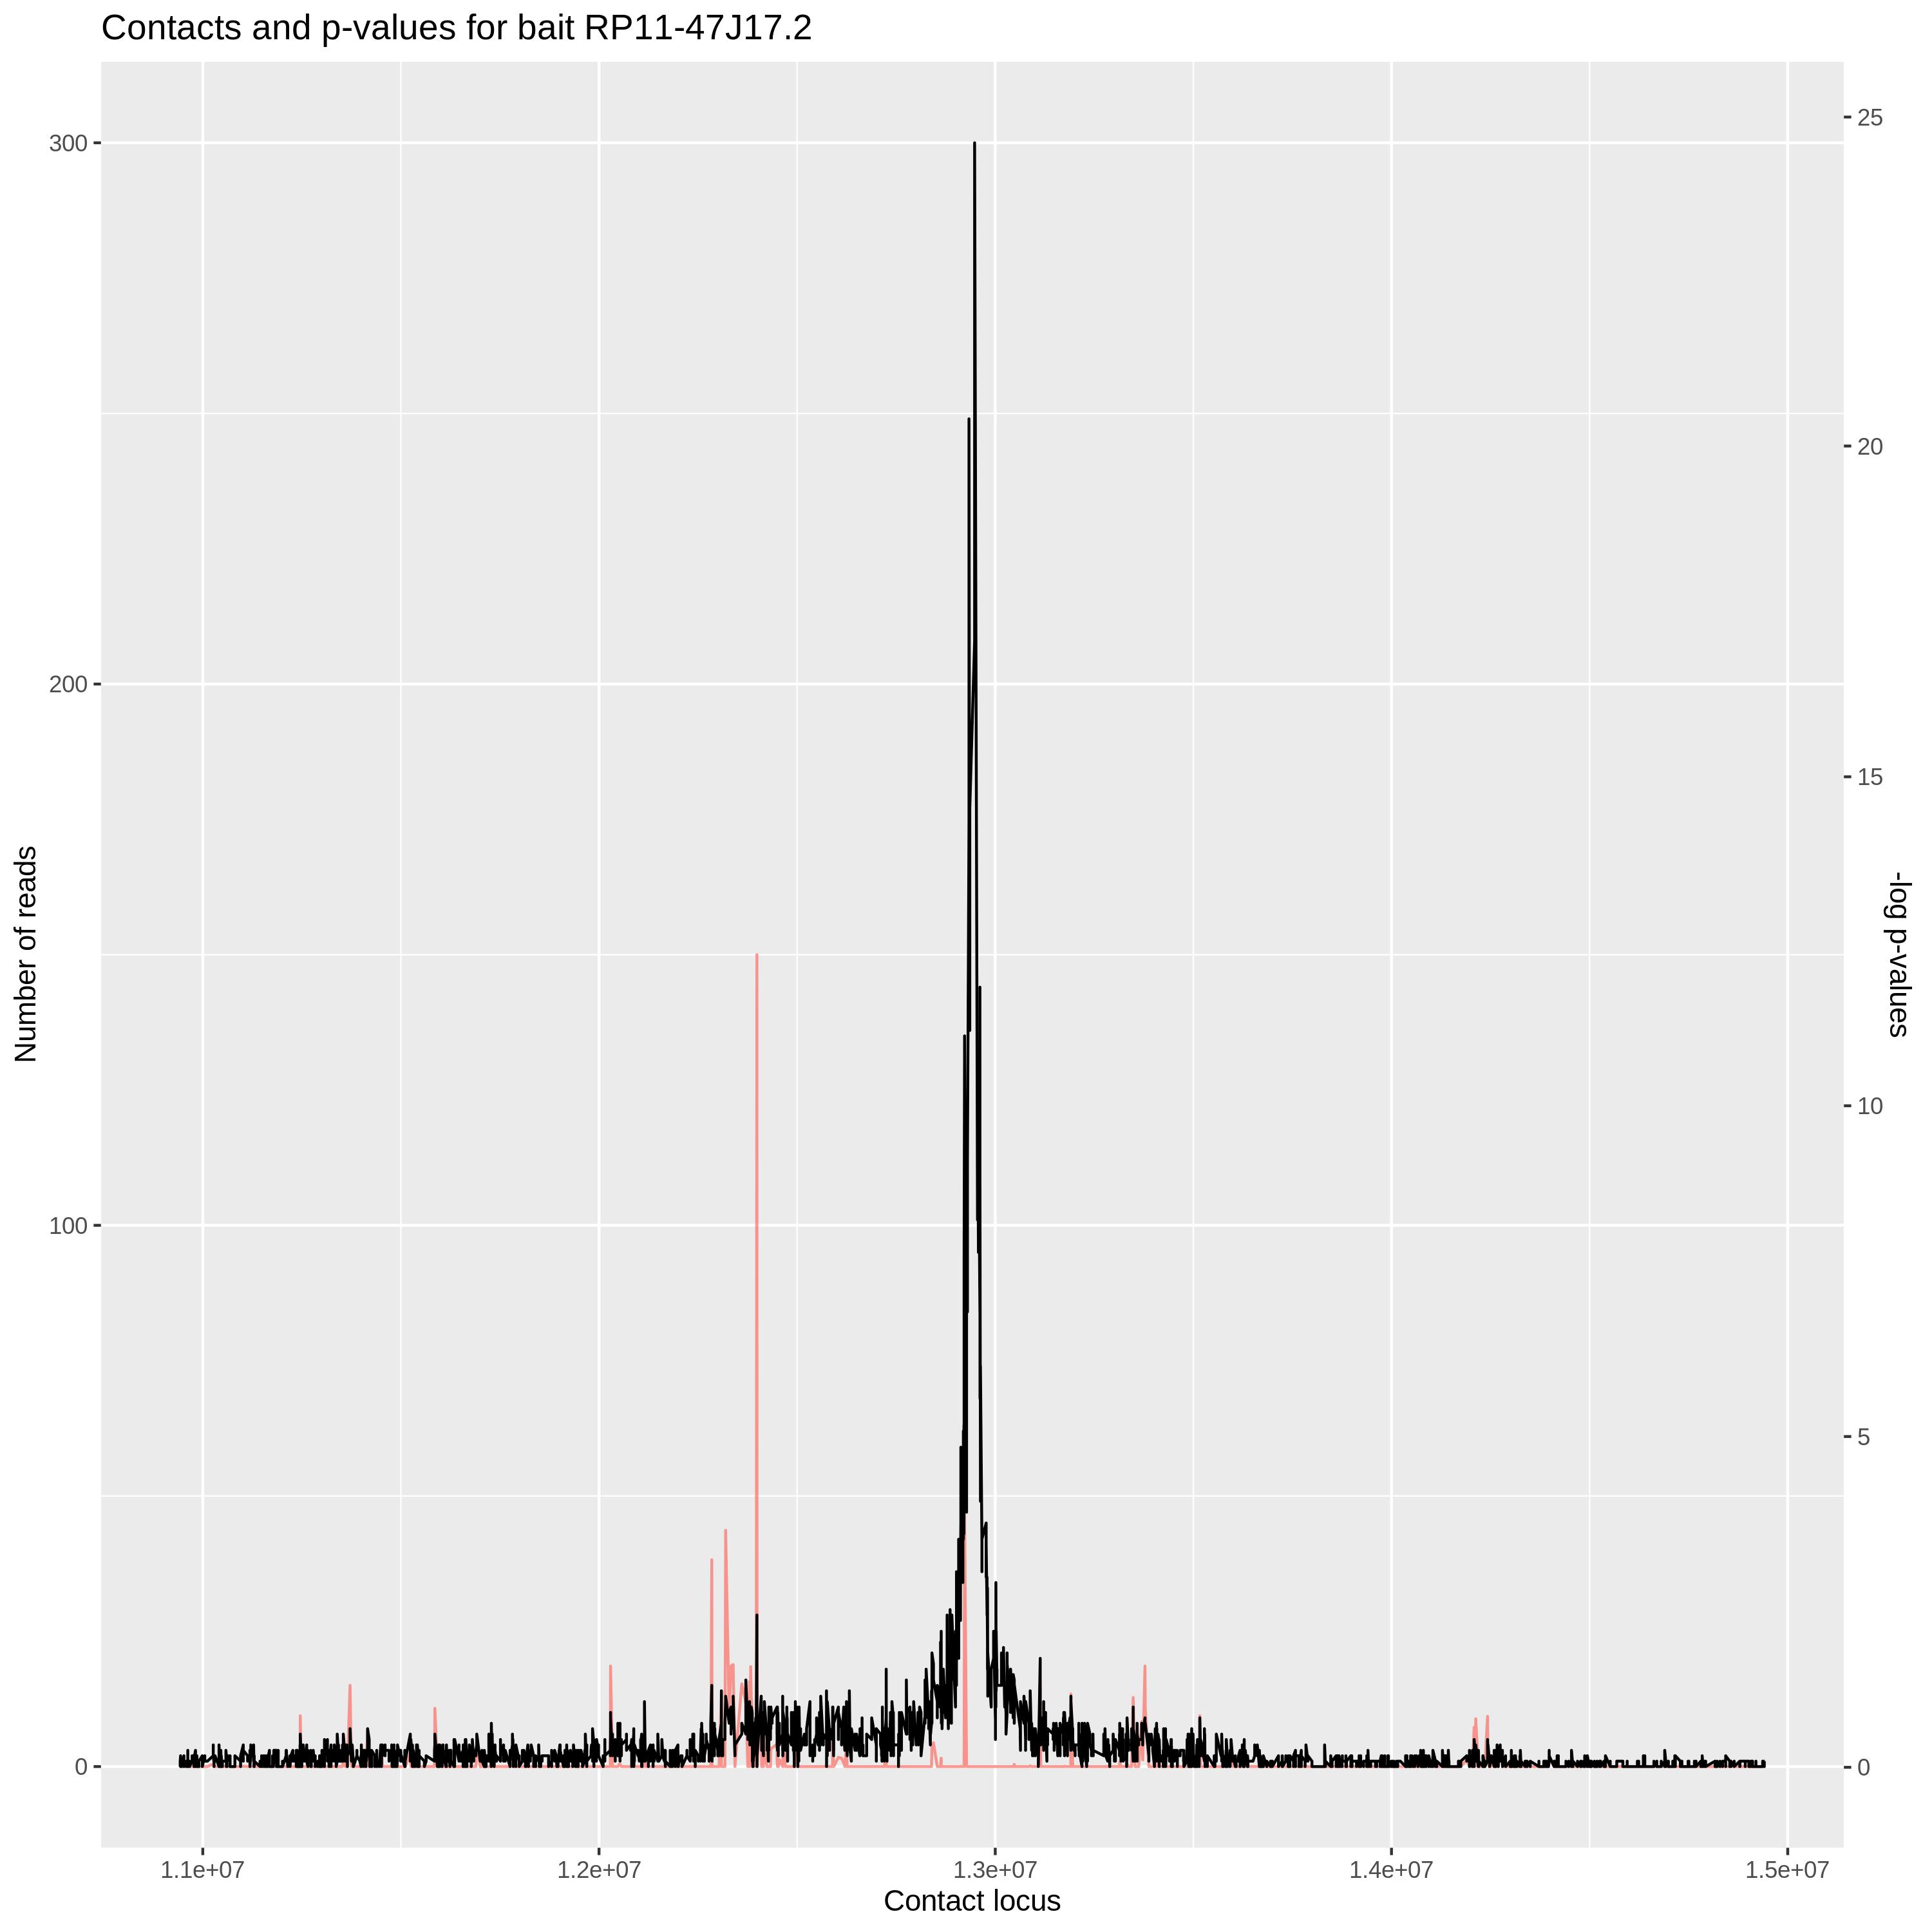 Contacts and p-values for bait RP11-47J17.2
300
200
100
0
Number of reads
25
20
15
10
5
0
-log p-values
1.1e+07 1.2e+07 1.3e+07 1.4e+07 1.5e+07
Contact locus